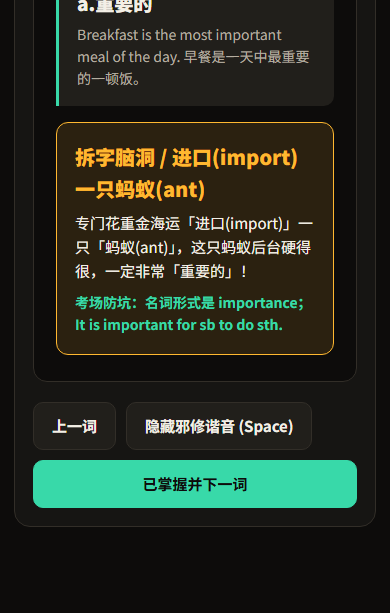 a.重要的
Breakfast is the most important
meal of the day. 早餐是一天中最重要
的一顿饭。
拆字脑洞 / 进口(import)
一只蚂蚁(ant)
专门花重金海运「进口(import)」一
只「蚂蚁(ant)」，这只蚂蚁后台硬得
很，一定非常「重要的」！
考场防坑：名词形式是 importance；
It is important for sb to do sth.
上一词
隐藏邪修谐音 (Space)
已掌握并下一词